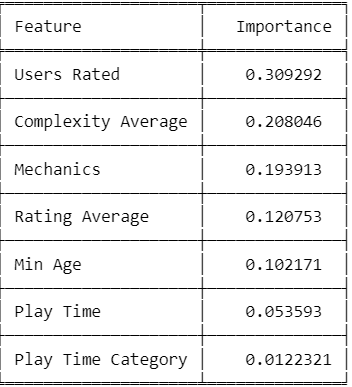 Feature Importance
Users Rated 0.309292
Complexity Average 0.208046
Mechanics 0.193913
Rating Average 0.120753
Min Age 0.102171
Play Time 0.053593
Play Time Category 0.0122321